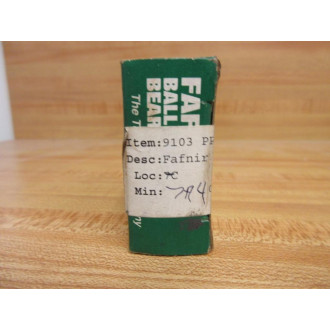 FAF
BALL
BEAR
The T
Item:9103 PP
Desc:Fafnir
Loc:
Min: